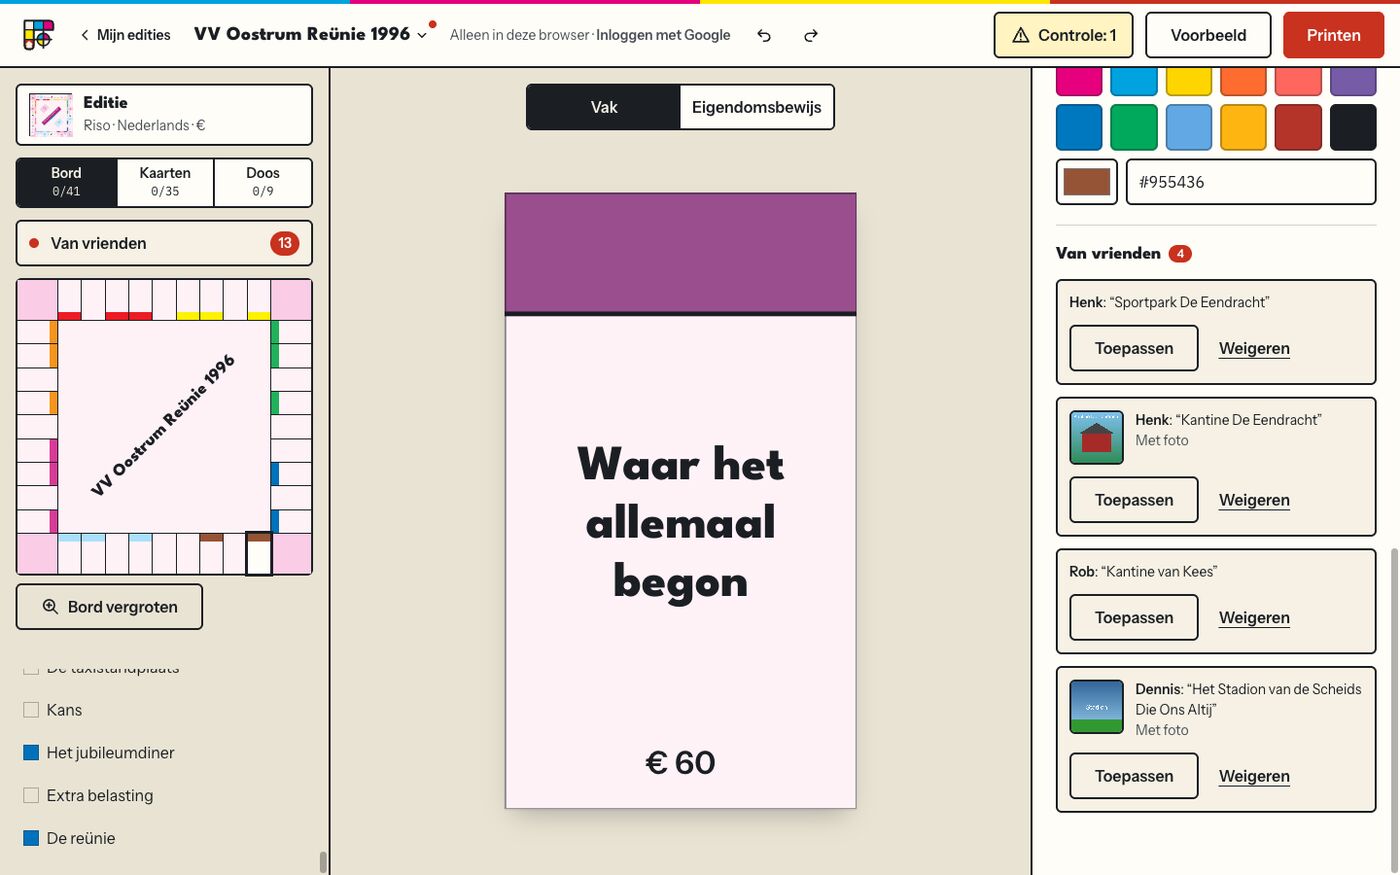 Mijn edities
VV Oostrum Reünie 1996
Alleen in deze browser · Inloggen met Google
Controle: 1
Voorbeeld
Printen
Editie
Riso · Nederlands · €
Bord
0/41
Kaarten
0/35
Doos
0/9
Van vrienden
13
VV Oostrum Reünie 1996
Bord vergroten
De taxistandplaats
Kans
Het jubileumdiner
Extra belasting
De reünie
Vak
Eigendomsbewijs
Waar het
allemaal
begon
€ 60
#955436
Van vrienden 4
Henk: “Sportpark De Eendracht”
Toepassen
Weigeren
Henk: “Kantine De Eendracht”
Met foto
Toepassen
Weigeren
Rob: “Kantine van Kees”
Toepassen
Weigeren
Dennis: “Het Stadion van de Scheids
Die Ons Altij”
Met foto
Toepassen
Weigeren